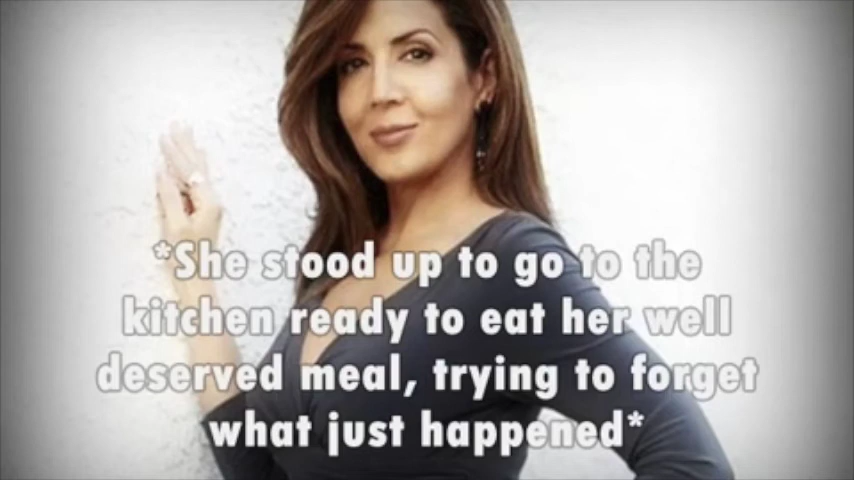 *She stood up to go to the
kitchen ready to eat her well
deserved meal, trying to forget
what just happened*